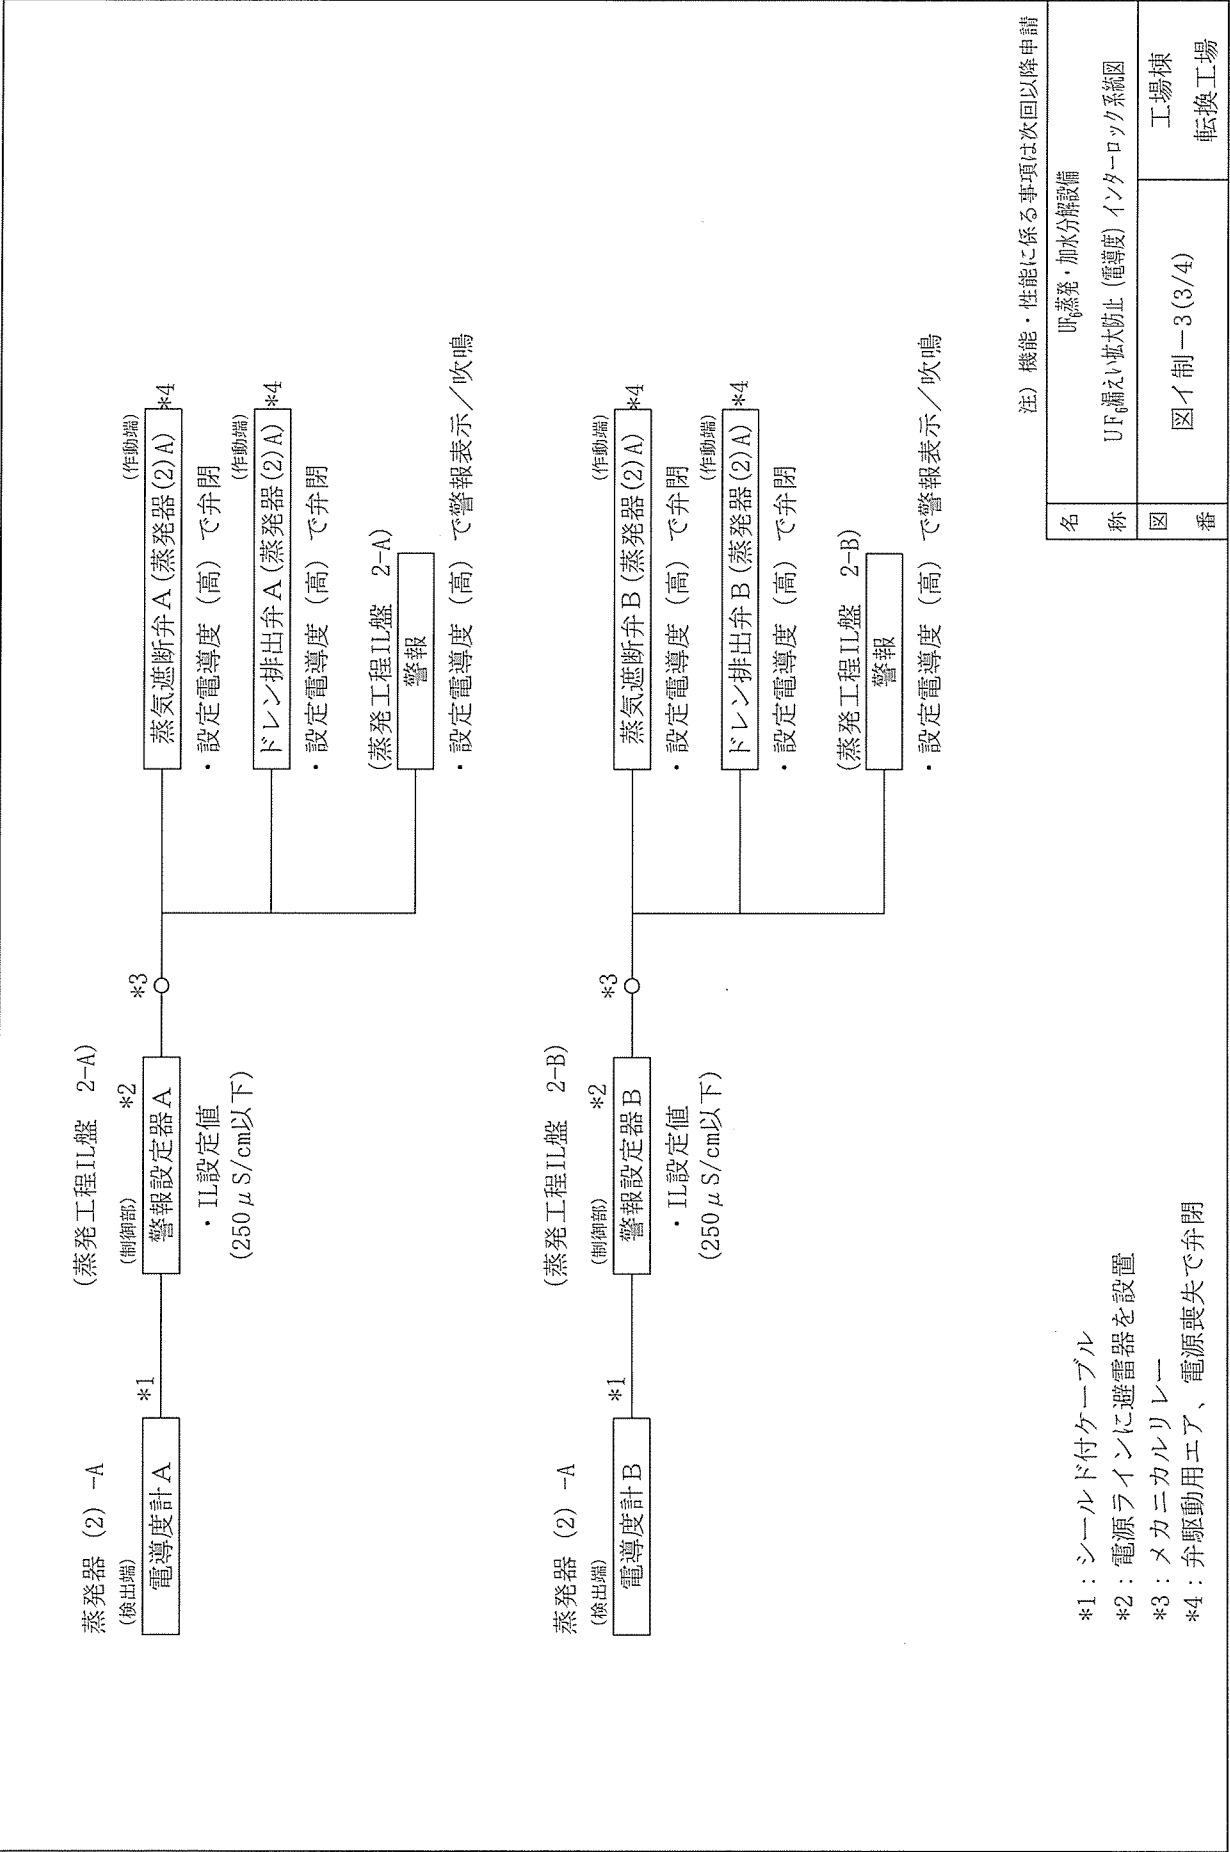 蒸発器 (2) -A
(検出端)
電導度計A
*1
(蒸発工程IL盤 2-A)
(制御部)
*2
警報設定器A
・IL設定値
(250μS/cm以下)
*3
(作動端)
蒸気遮断弁A(蒸発器(2)A)
*4
・設定電導度(高)で弁閉
(作動端)
ドレン排出弁A(蒸発器(2)A)
*4
・設定電導度(高)で弁閉
(蒸発工程IL盤 2-A)
警報
・設定電導度(高)で警報表示/吹鳴
蒸発器 (2) -A
(検出端)
電導度計B
*1
(蒸発工程IL盤 2-B)
(制御部)
*2
警報設定器B
・IL設定値
(250μS/cm以下)
*3
(作動端)
蒸気遮断弁B(蒸発器(2)A)
*4
・設定電導度(高)で弁閉
(作動端)
ドレン排出弁B(蒸発器(2)A)
*4
・設定電導度(高)で弁閉
(蒸発工程IL盤 2-B)
警報
・設定電導度(高)で警報表示/吹鳴
*1:シールド付ケーブル
*2:電源ラインに避雷器を設置
*3:メカニカルリレー
*4:弁駆動用エア、電源喪失で弁閉
注)機能・性能に係る事項は次回以降申請
名称
UF₆蒸発・加水分解設備
UF₆漏えい拡大防止(電導度)インターロック系統図
図番
図イ制-3(3/4)
工場棟
転換工場